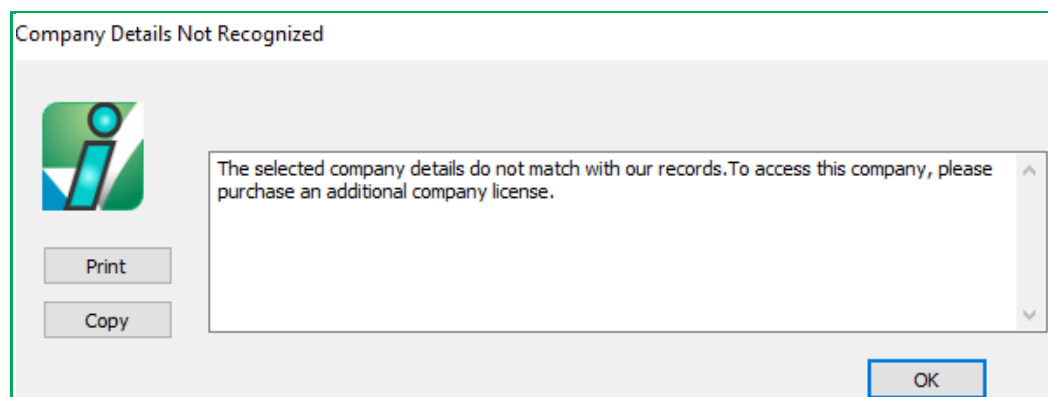 Company Details Not Recognized
The selected company details do not match with our records.To access this company, please
purchase an additional company license.
Print
Copy
OK